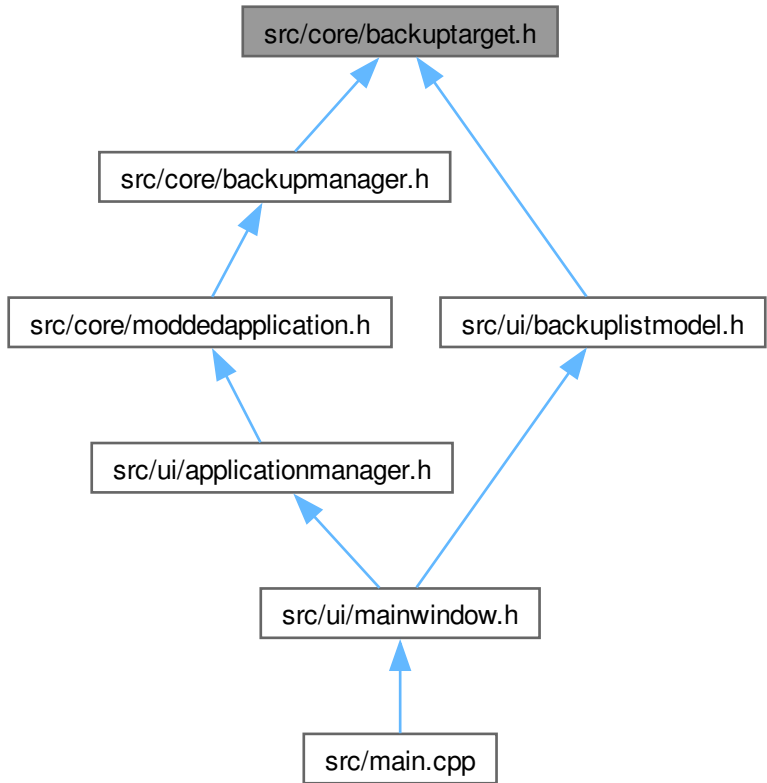 src/core/backuptarget.h
src/core/backupmanager.h
src/core/moddedapplication.h
src/ui/backuplistmodel.h
src/ui/applicationmanager.h
src/ui/mainwindow.h
src/main.cpp